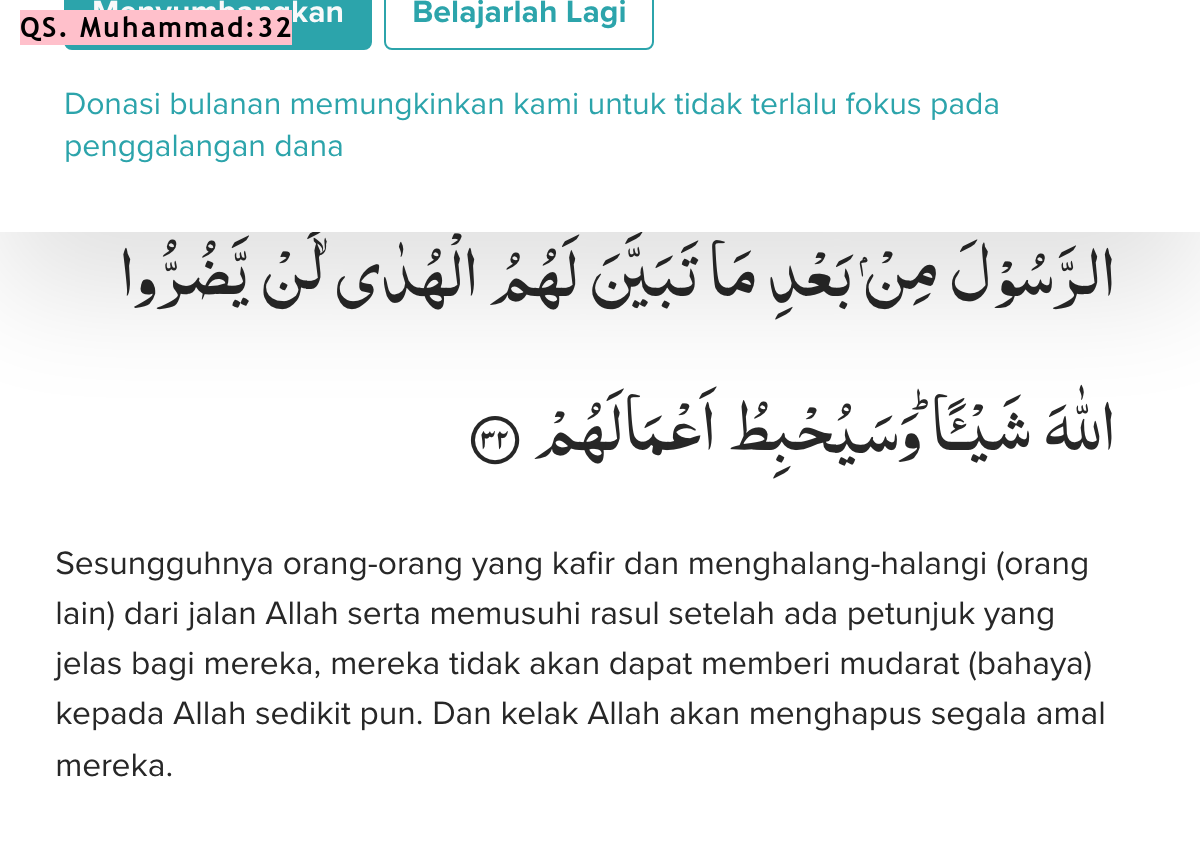 QS. Muhammad:32
Belajarlah Lagi
Donasi bulanan memungkinkan kami untuk tidak terlalu fokus pada
penggalangan dana
الرَّسُوْلَ مِنْۢ بَعْدِ مَا تَبَيَّنَ لَهُمُ الْهُدٰى لَنْ يَّضُرُّوا
اللّٰهَ شَيْـًٔاۗ وَسَيُحْبِطُ اَعْمَالَهُمْ ٣٢
Sesungguhnya orang-orang yang kafir dan menghalang-halangi (orang
lain) dari jalan Allah serta memusuhi rasul setelah ada petunjuk yang
jelas bagi mereka, mereka tidak akan dapat memberi mudarat (bahaya)
kepada Allah sedikit pun. Dan kelak Allah akan menghapus segala amal
mereka.